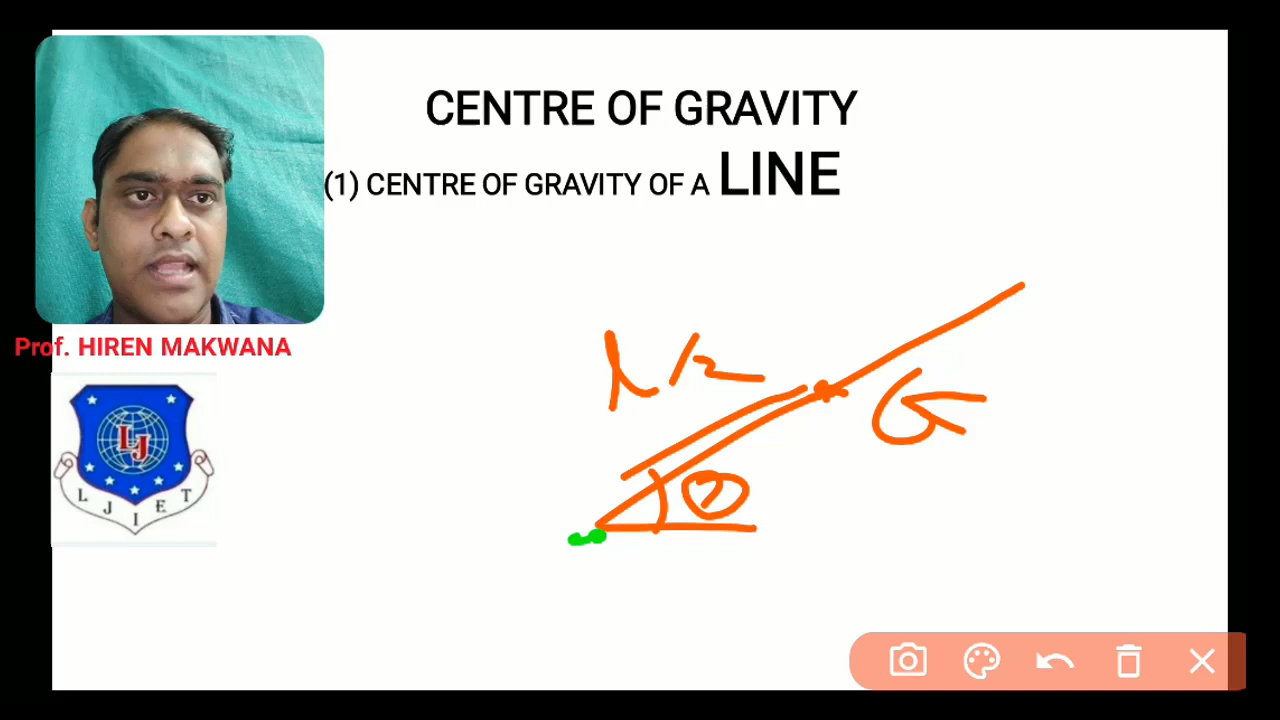 CENTRE OF GRAVITY
(1) CENTRE OF GRAVITY OF A LINE
Prof. HIREN MAKWANA
LJ
L J I E T
l/2
G
θ